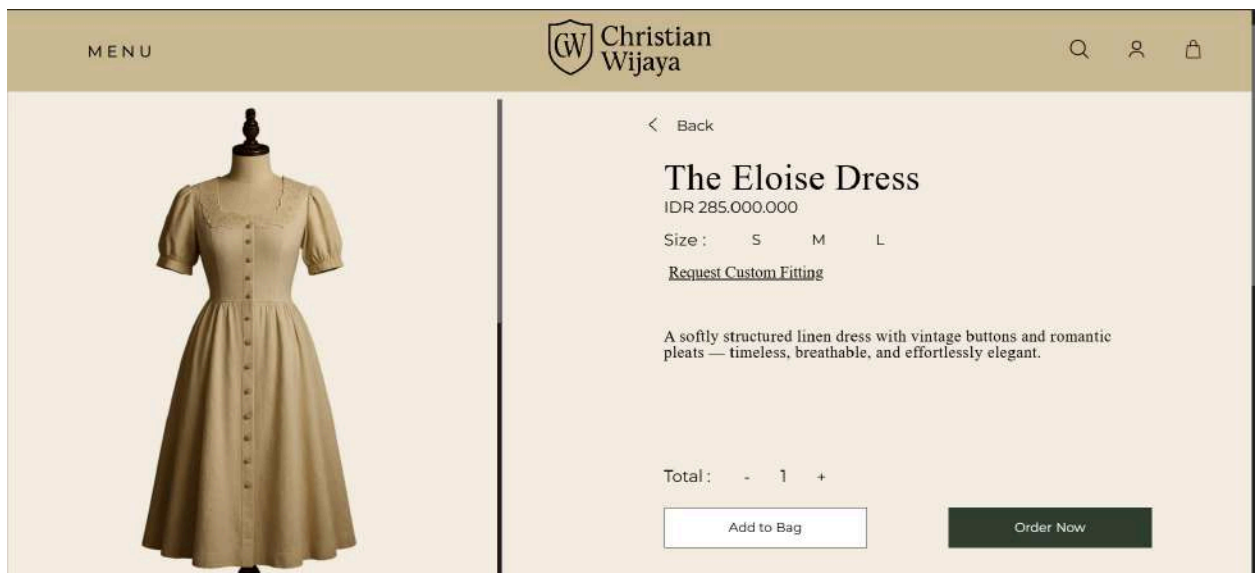 MENU
GW
Christian
Wijaya
Back
The Eloise Dress
IDR 285.000.000
Size : S M L
Request Custom Fitting
A softly structured linen dress with vintage buttons and romantic
pleats — timeless, breathable, and effortlessly elegant.
Total : - 1 +
Add to Bag
Order Now